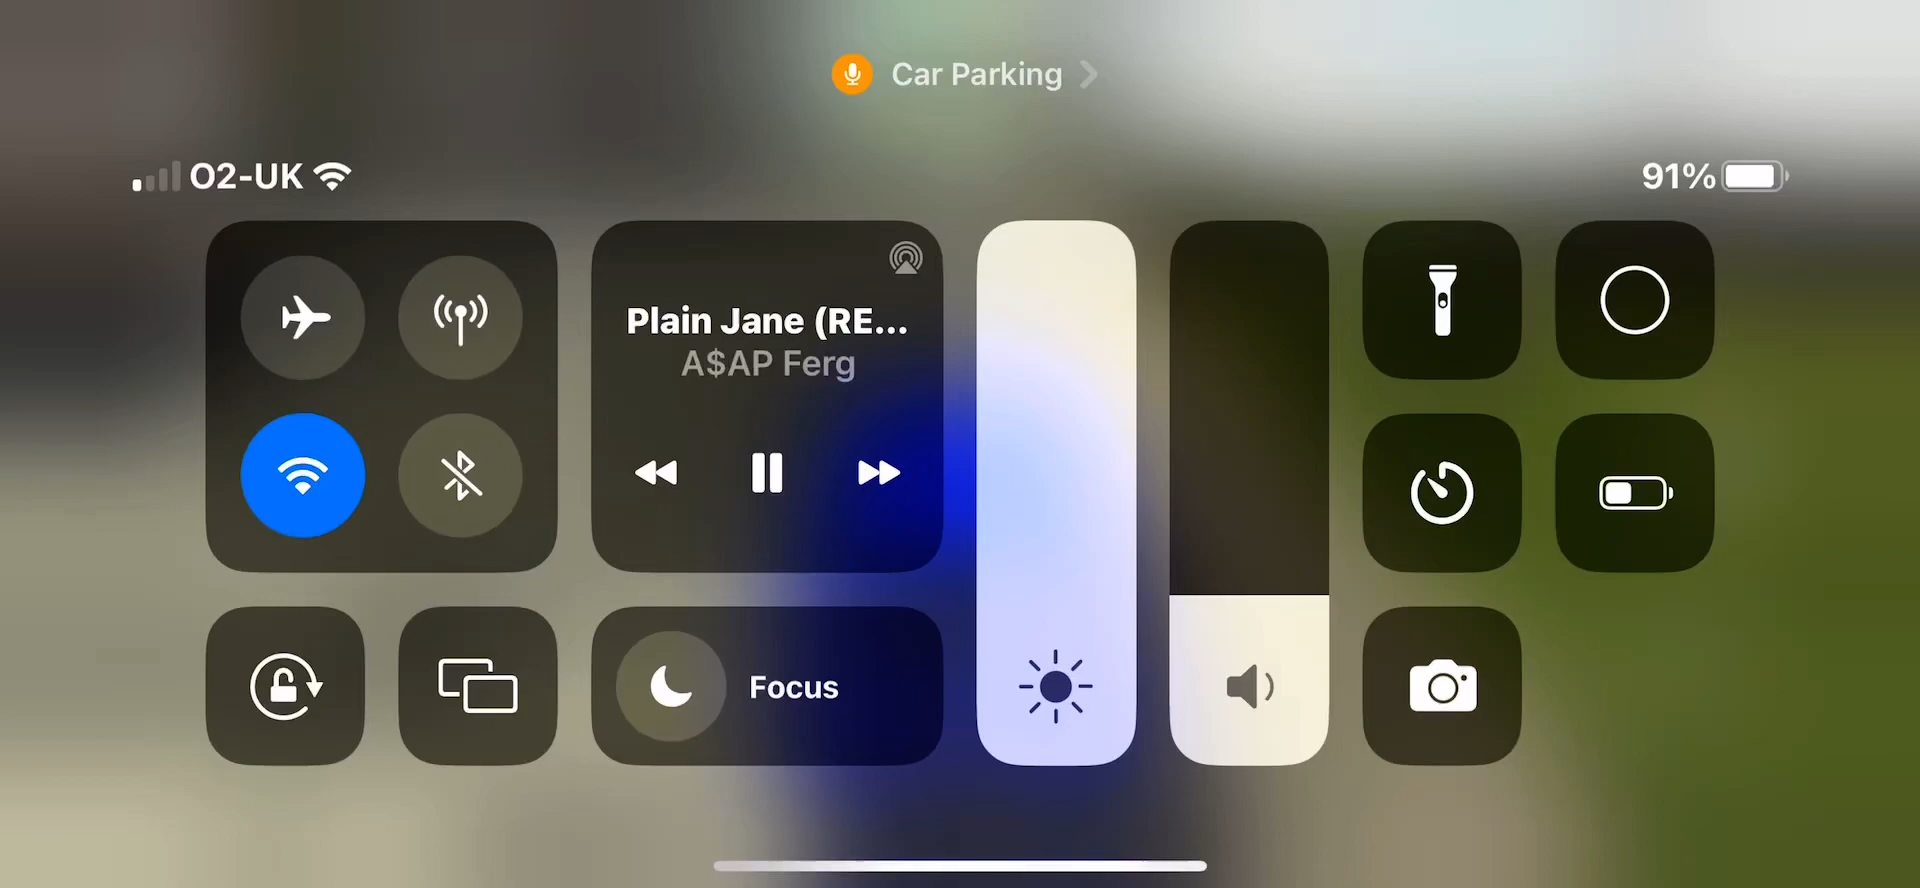 Car Parking
O2-UK
91%
Plain Jane (RE...
A$AP Ferg
Focus